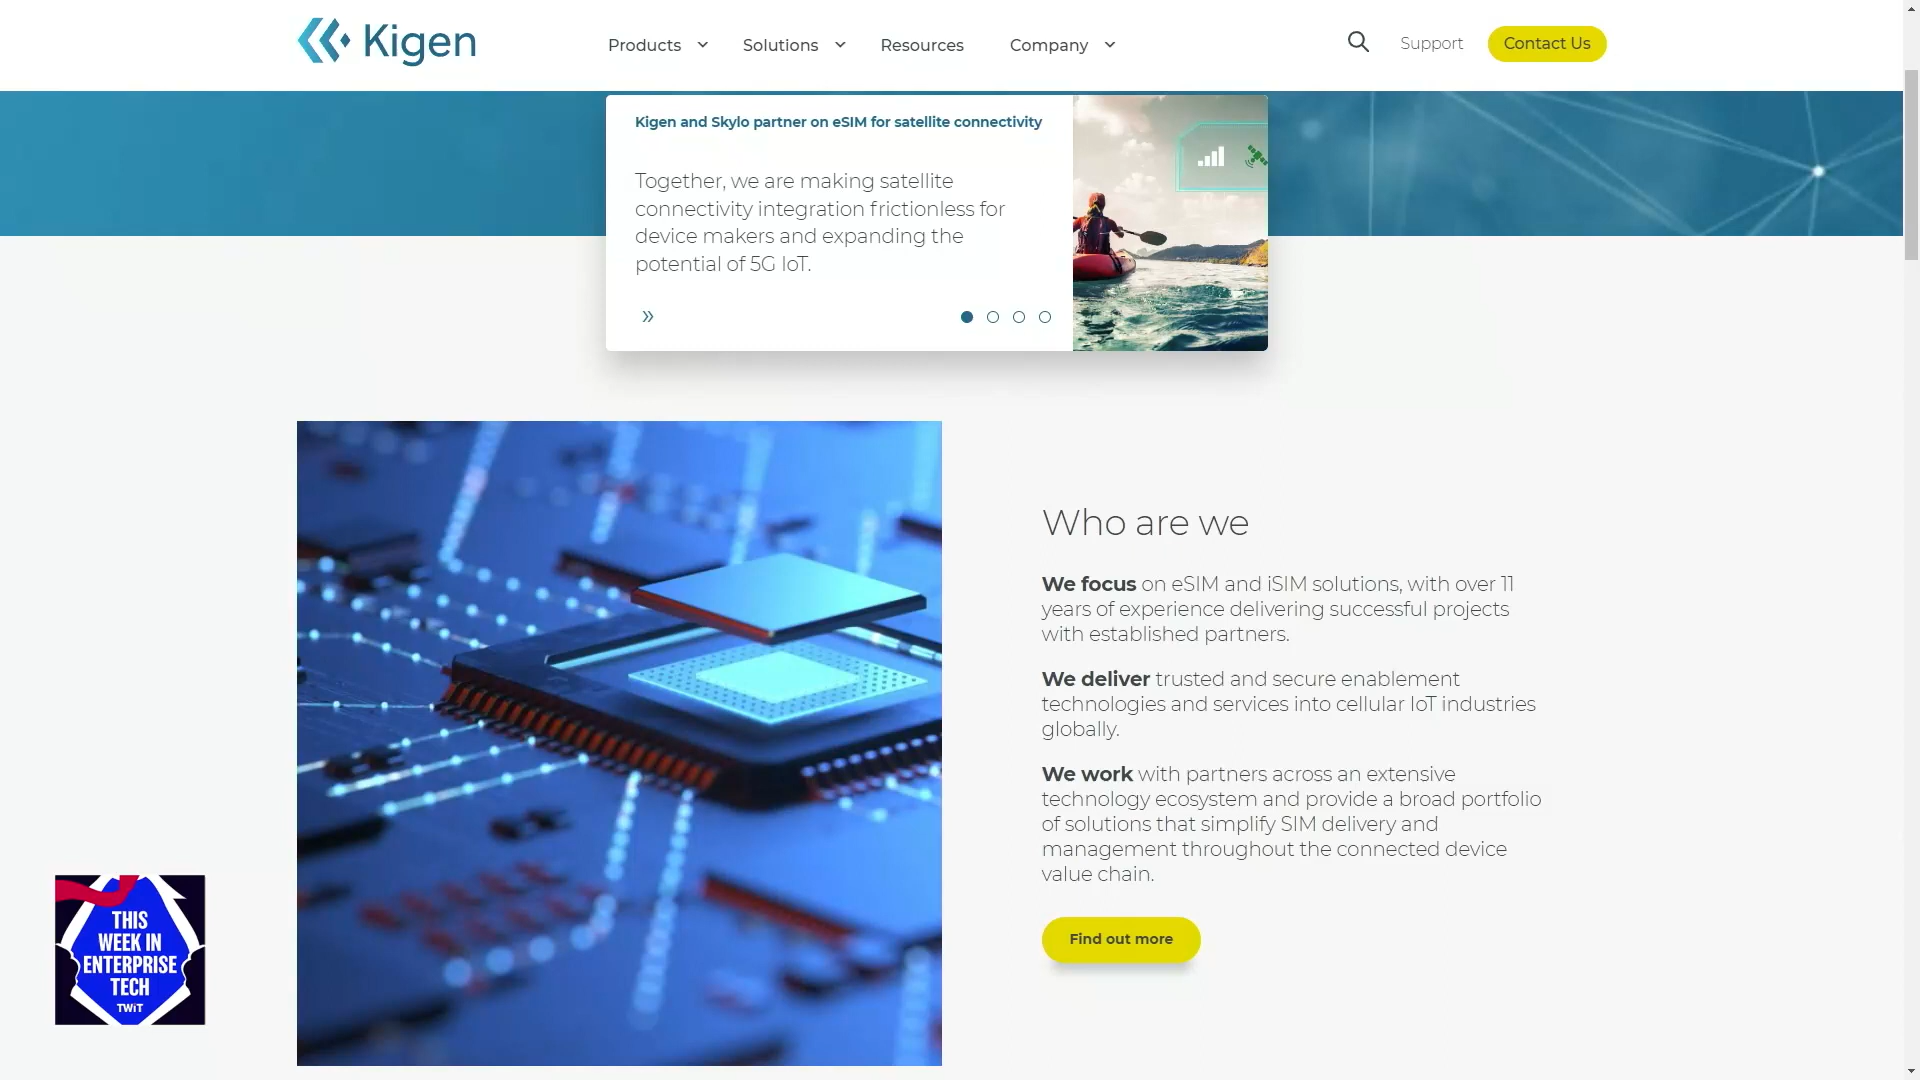 Kigen
Products
Solutions
Resources
Company
Support
Contact Us
Kigen and Skylo partner on eSIM for satellite connectivity
Together, we are making satellite
connectivity integration frictionless for
device makers and expanding the
potential of 5G IoT.
»
Who are we
We focus on eSIM and iSIM solutions, with over 11
years of experience delivering successful projects
with established partners.
We deliver trusted and secure enablement
technologies and services into cellular IoT industries
globally.
We work with partners across an extensive
technology ecosystem and provide a broad portfolio
of solutions that simplify SIM delivery and
management throughout the connected device
value chain.
Find out more
THIS
WEEK IN
ENTERPRISE
TECH
TWiT